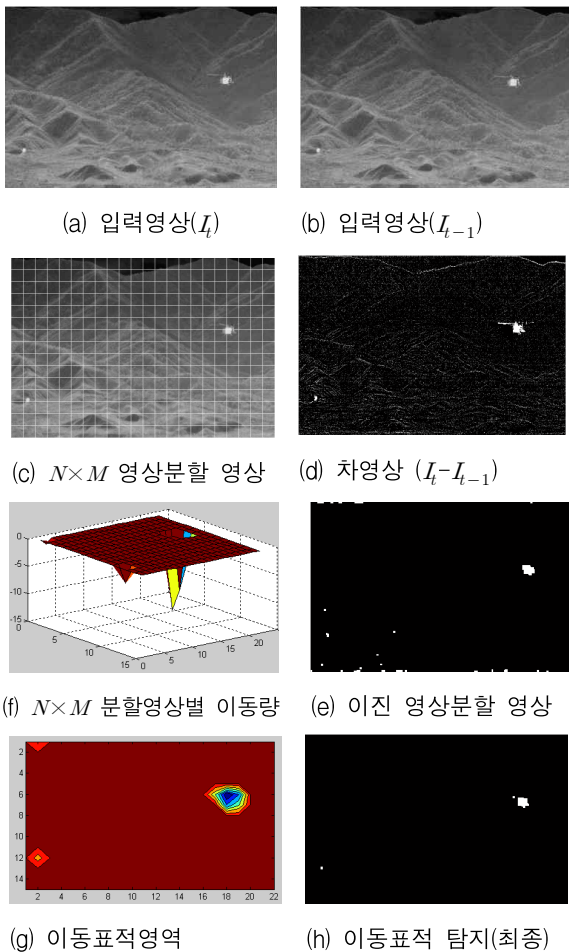 (a) 입력영상(I_t)
(b) 입력영상(I_{t-1})
(c) N×M 영상분할 영상
(d) 차영상 (I_t-I_{t-1})
0
-5
-10
-15
0
5
10
15
0
5
10
15
20
(f) N×M 분할영상별 이동량
(e) 이진 영상분할 영상
2
4
6
8
10
12
14
2 4 6 8 10 12 14 16 18 20 22
(g) 이동표적영역
(h) 이동표적 탐지(최종)